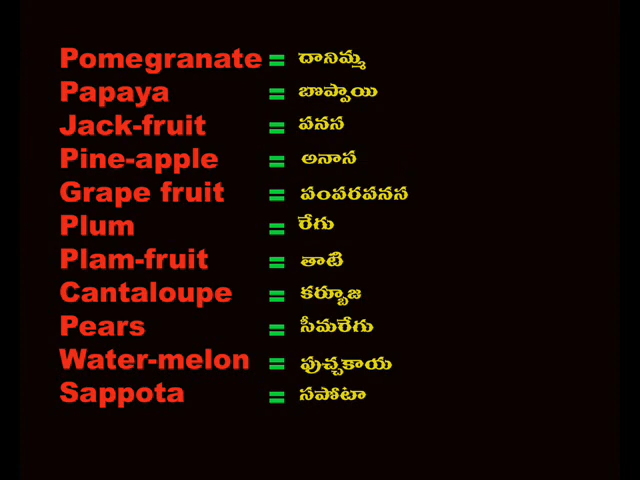 Pomegranate = దానిమ్మ
Papaya = బొప్పాయి
Jack-fruit = పనస
Pine-apple = అనాస
Grape fruit = పంపరపనస
Plum = రేగు
Plam-fruit = తాటి
Cantaloupe = కర్బూజ
Pears = సీమరేగు
Water-melon = పుచ్చకాయ
Sappota = సపోటా